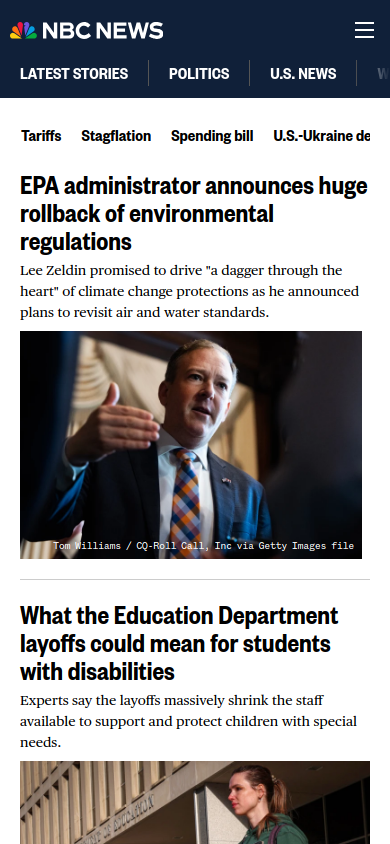 NBC NEWS
LATEST STORIES
POLITICS
U.S. NEWS
Tariffs
Stagflation
Spending bill
U.S.-Ukraine de
EPA administrator announces huge
rollback of environmental
regulations
Lee Zeldin promised to drive "a dagger through the
heart" of climate change protections as he announced
plans to revisit air and water standards.
Tom Williams / CQ-Roll Call, Inc via Getty Images file
What the Education Department
layoffs could mean for students
with disabilities
Experts say the layoffs massively shrink the staff
available to support and protect children with special
needs.